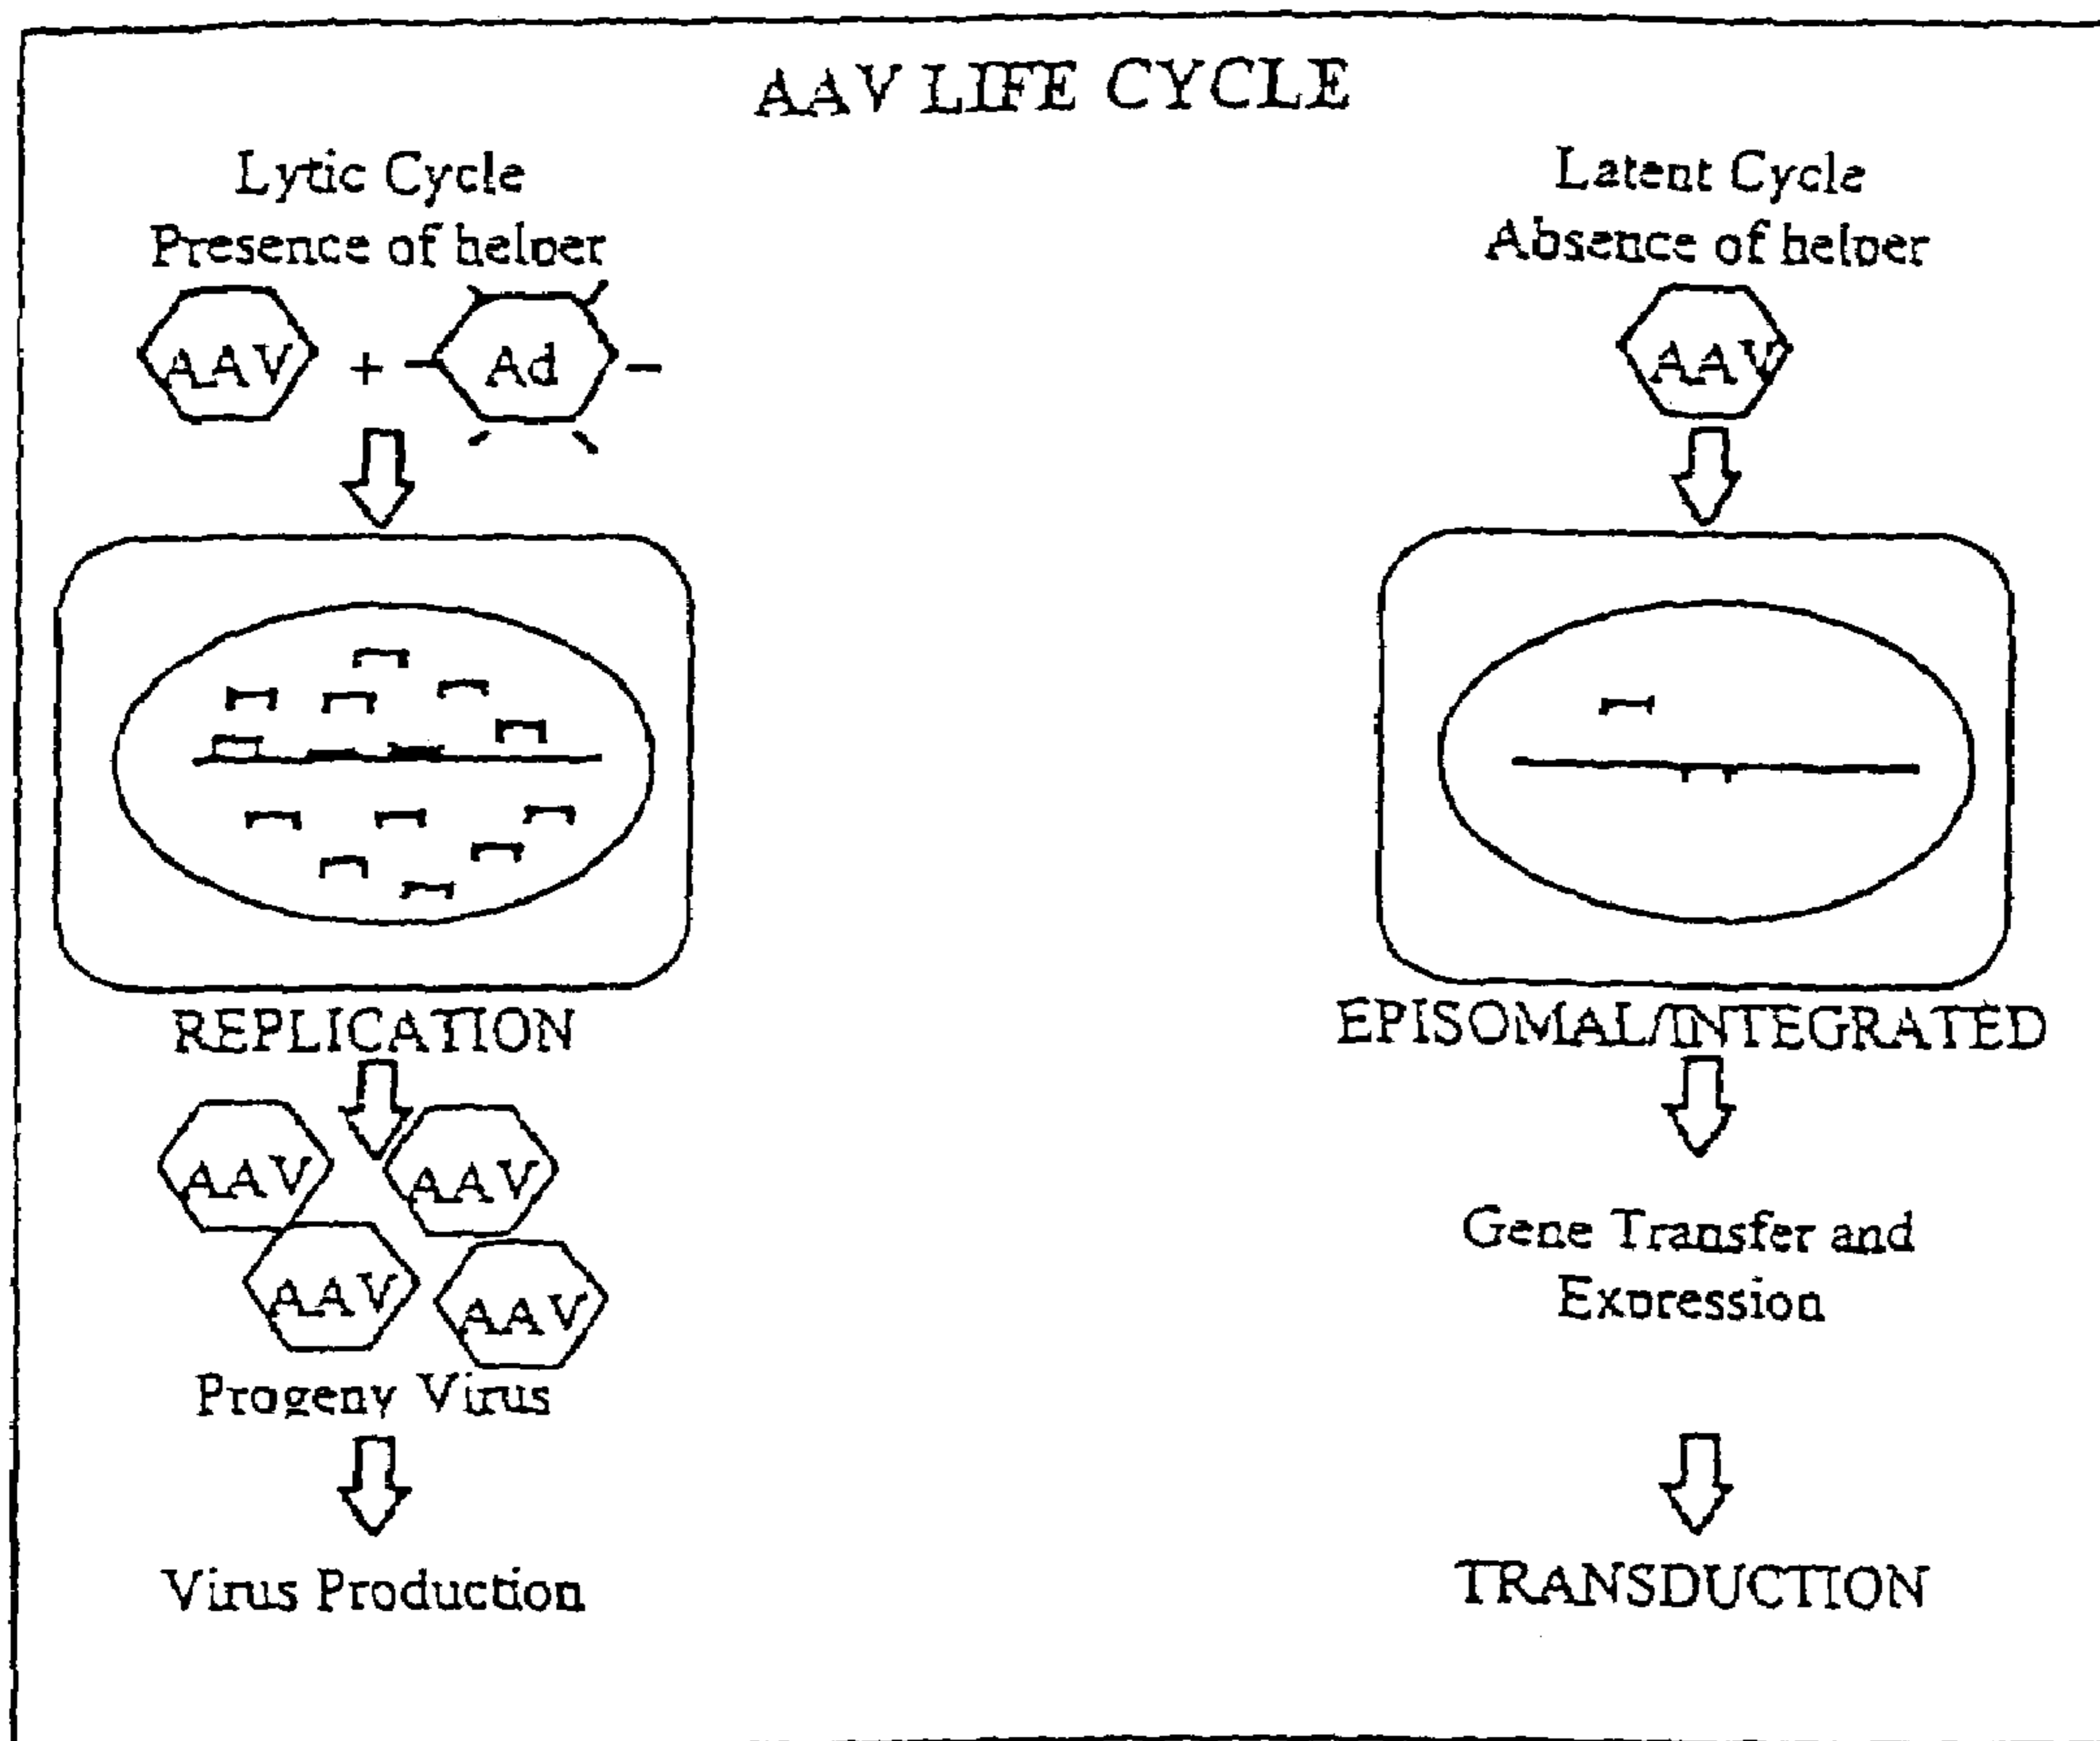 AAV LIFE CYCLE
Lytic Cycle
Presence of helper
AAV + Ad
REPLICATION
AAV
AAV
AAV
AAV
Progeny Virus
Virus Production
Latent Cycle
Absence of helper
AAV
EPISOMAL/INTEGRATED
Gene Transfer and
Expression
TRANSDUCTION